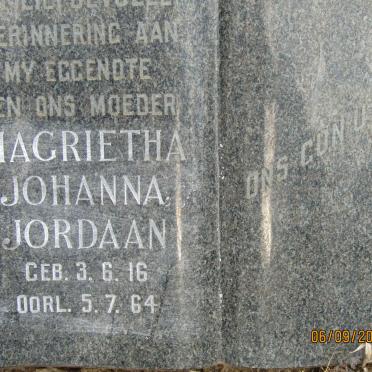 ERINNERING AAN
MY EGGENOTE
EN ONS MOEDER
MAGRIETHA
JOHANNA
JORDAAN
GEB. 3. 6. 16
OORL. 5. 7. 64
ONS
06/09/20